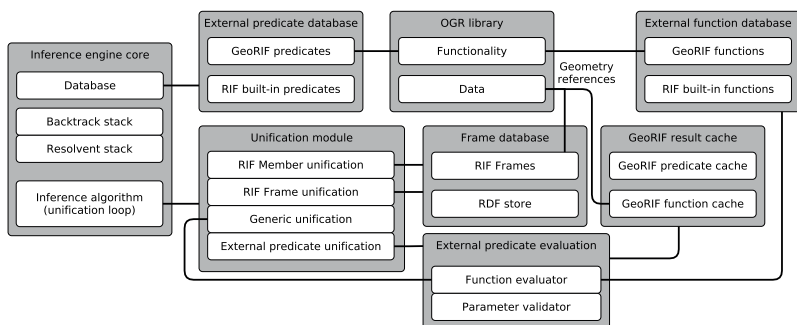 Inference engine core
Database
Backtrack stack
Resolvent stack
Inference algorithm
(unification loop)
External predicate database
GeoRIF predicates
RIF built-in predicates
OGR library
Functionality
Data
Geometry
references
External function database
GeoRIF functions
RIF built-in functions
Unification module
RIF Member unification
RIF Frame unification
Generic unification
External predicate unification
Frame database
RIF Frames
RDF store
GeoRIF result cache
GeoRIF predicate cache
GeoRIF function cache
External predicate evaluation
Function evaluator
Parameter validator